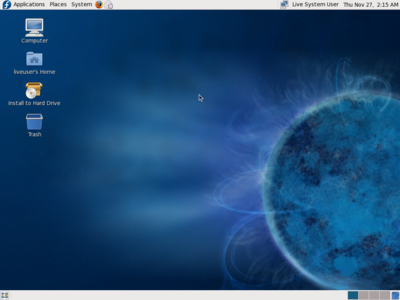 Applications Places System Live System User Thu Nov 27, 2:15 AM
Computer
liveuser's Home
Install to Hard Drive
Trash